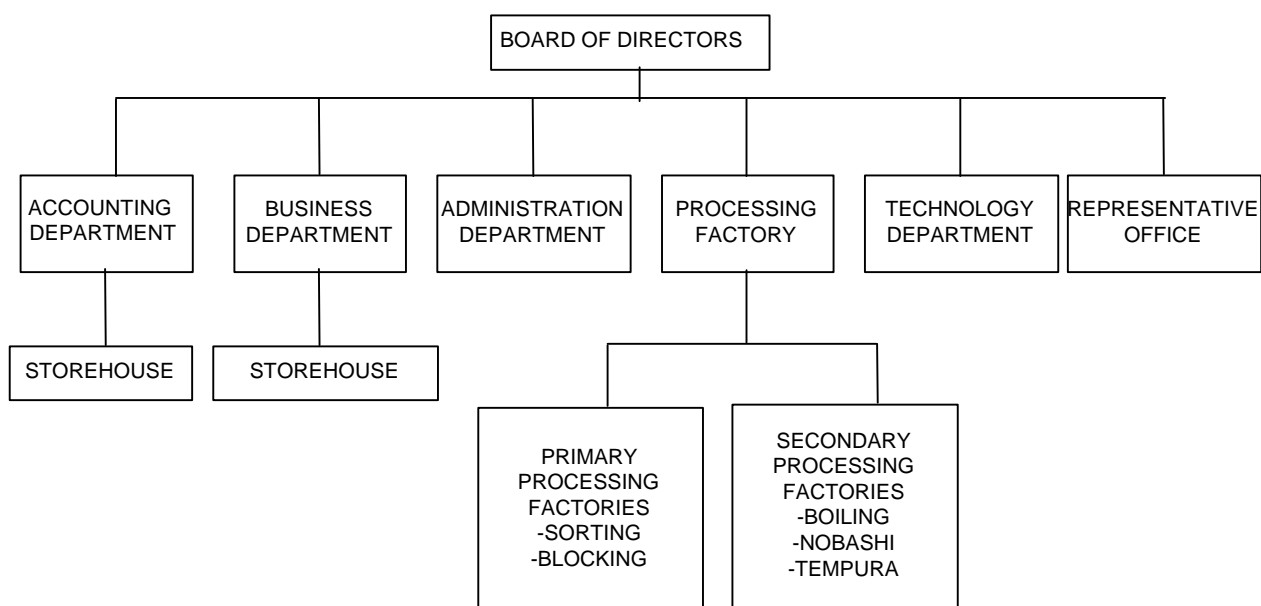 BOARD OF DIRECTORS
ACCOUNTING
DEPARTMENT
BUSINESS
DEPARTMENT
ADMINISTRATION
DEPARTMENT
PROCESSING
FACTORY
TECHNOLOGY
DEPARTMENT
REPRESENTATIVE
OFFICE
STOREHOUSE
STOREHOUSE
PRIMARY
PROCESSING
FACTORIES
-SORTING
-BLOCKING
SECONDARY
PROCESSING
FACTORIES
-BOILING
-NOBASHI
-TEMPURA